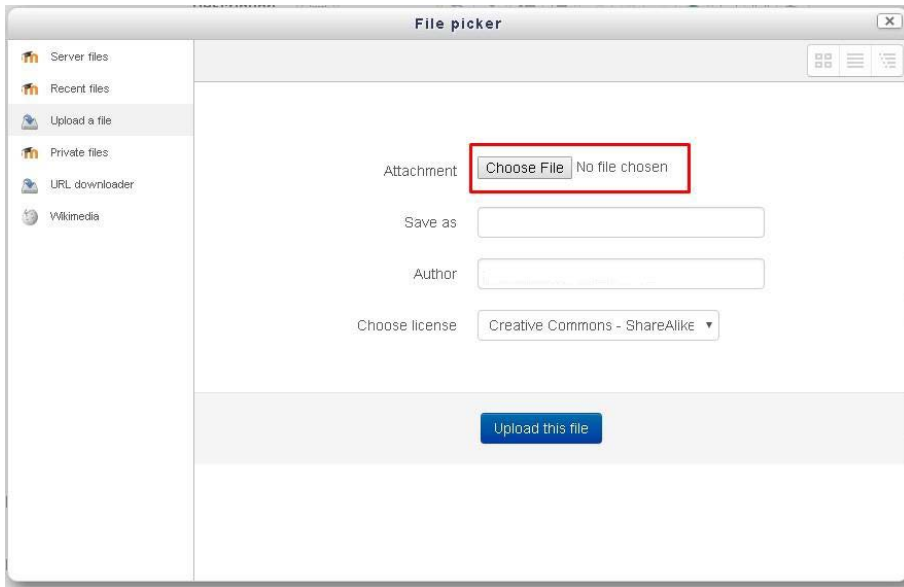 File picker
Server files
Recent files
Upload a file
Private files
URL downloader
Wikimedia
Attachment
Choose File No file chosen
Save as
Author
Choose license
Creative Commons - ShareAlike
Upload this file